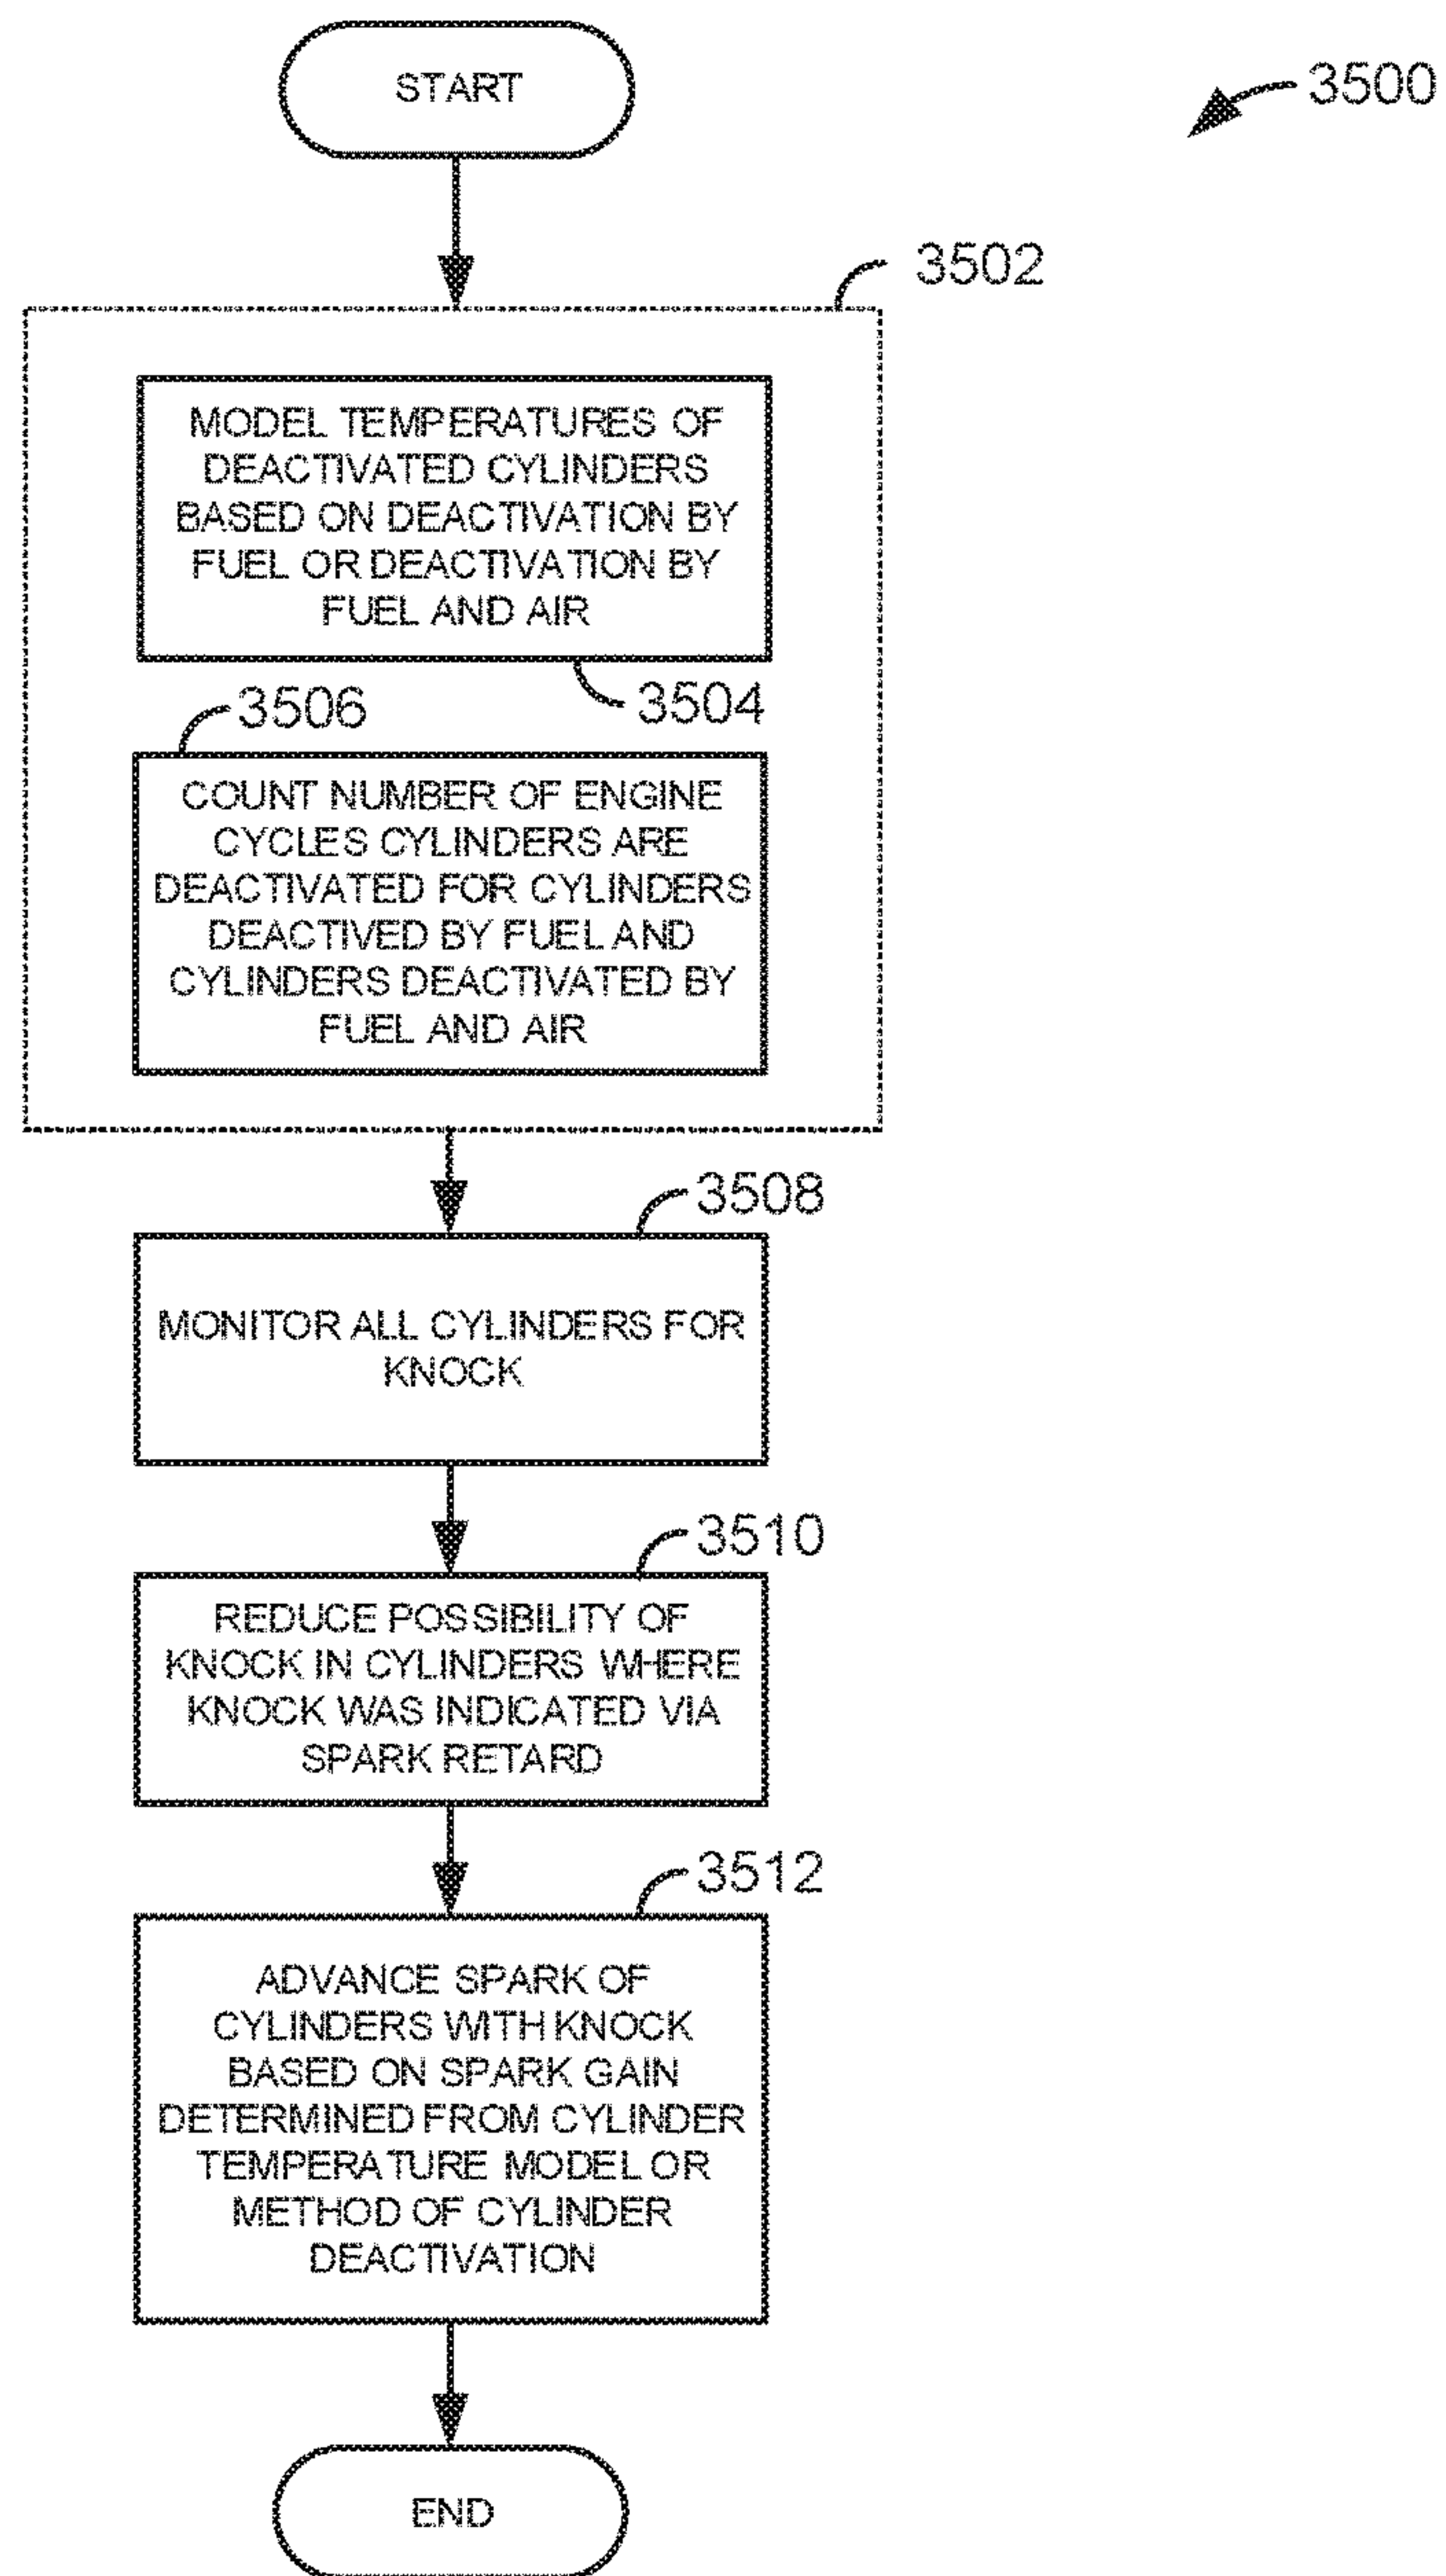 START
3500
3502
MODEL TEMPERATURES OF
DEACTIVATED CYLINDERS
BASED ON DEACTIVATION BY
FUEL OR DEACTIVATION BY
FUEL AND AIR
3504
3506
COUNT NUMBER OF ENGINE
CYCLES CYLINDERS ARE
DEACTIVATED FOR CYLINDERS
DEACTIVED BY FUEL AND
CYLINDERS DEACTIVATED BY
FUEL AND AIR
3508
MONITOR ALL CYLINDERS FOR
KNOCK
3510
REDUCE POSSIBILITY OF
KNOCK IN CYLINDERS WHERE
KNOCK WAS INDICATED VIA
SPARK RETARD
3512
ADVANCE SPARK OF
CYLINDERS WITH KNOCK
BASED ON SPARK GAIN
DETERMINED FROM CYLINDER
TEMPERATURE MODEL OR
METHOD OF CYLINDER
DEACTIVATION
END